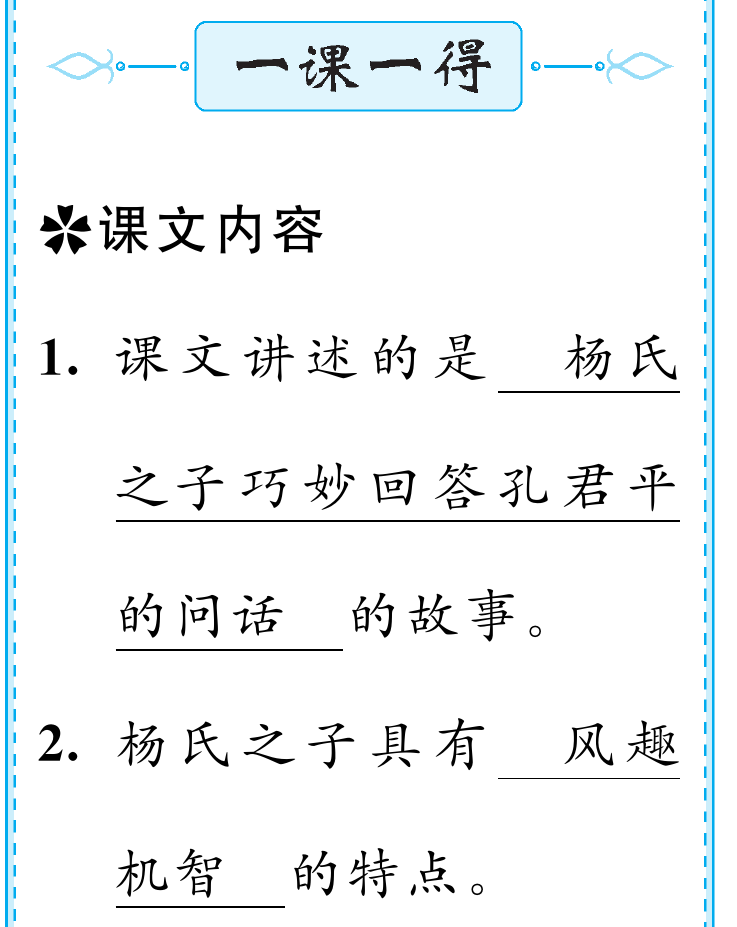 一课一得
课文内容
1. 课文讲述的是 杨氏
之子巧妙回答孔君平
的问话 的故事。
2. 杨氏之子具有 风趣
机智 的特点。